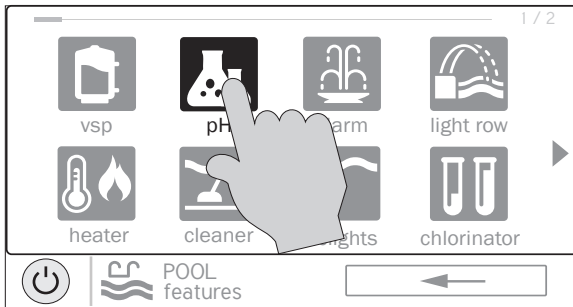 1 / 2
vsp pH arm light row
heater cleaner lights chlorinator
POOL
features